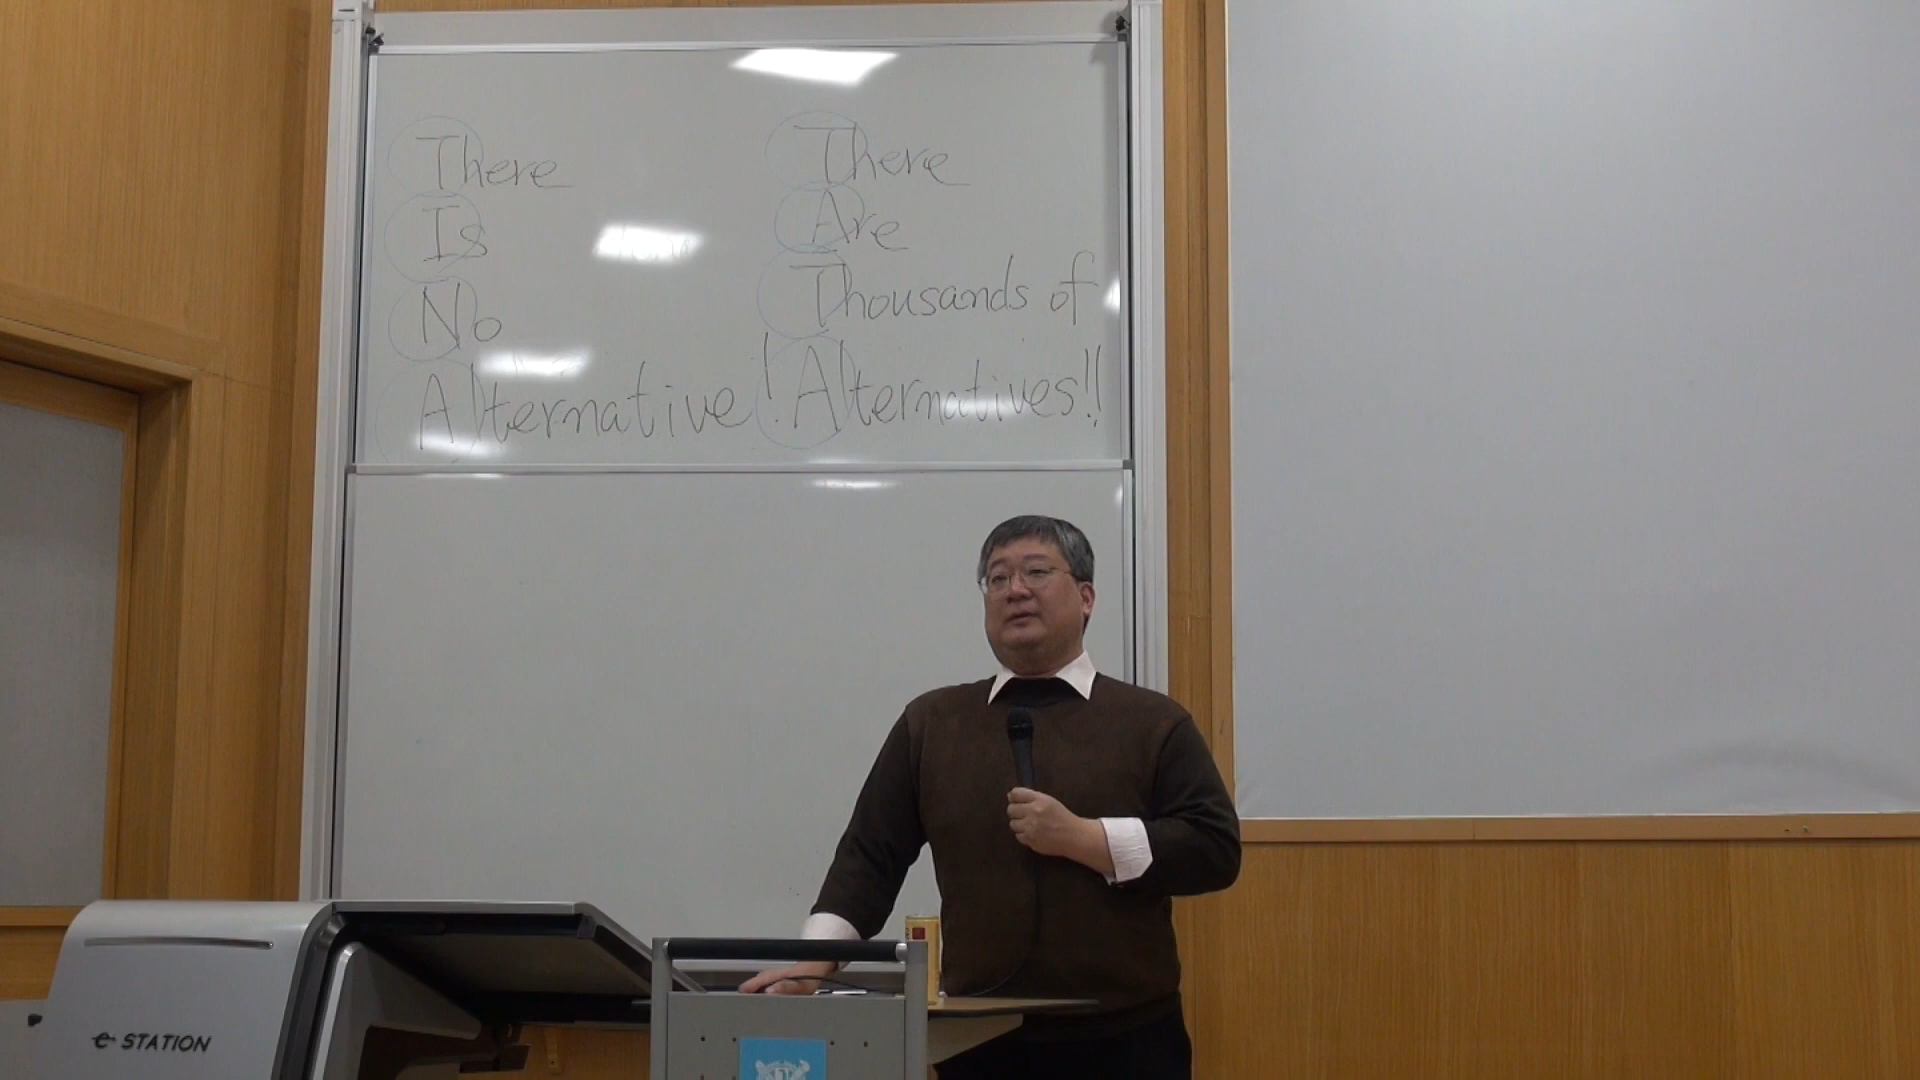 There
Is
No
Alternative!
There
Are
Thousands of
Alternatives!!
e-STATION